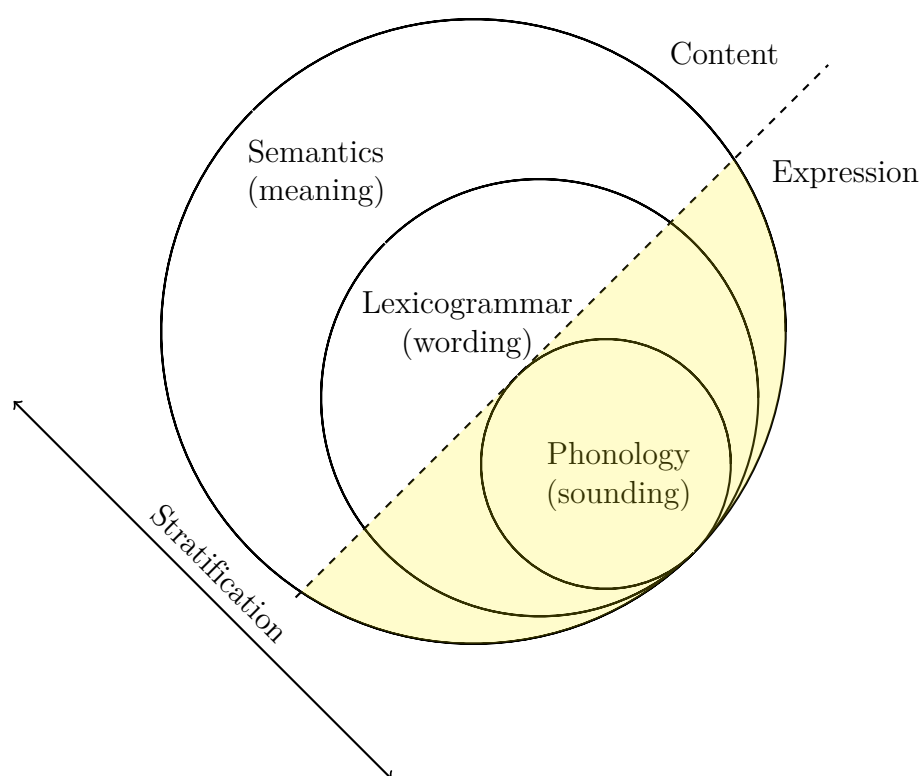 Content
Semantics
(meaning)
Expression
Lexicogrammar
(wording)
Phonology
(sounding)
Stratification